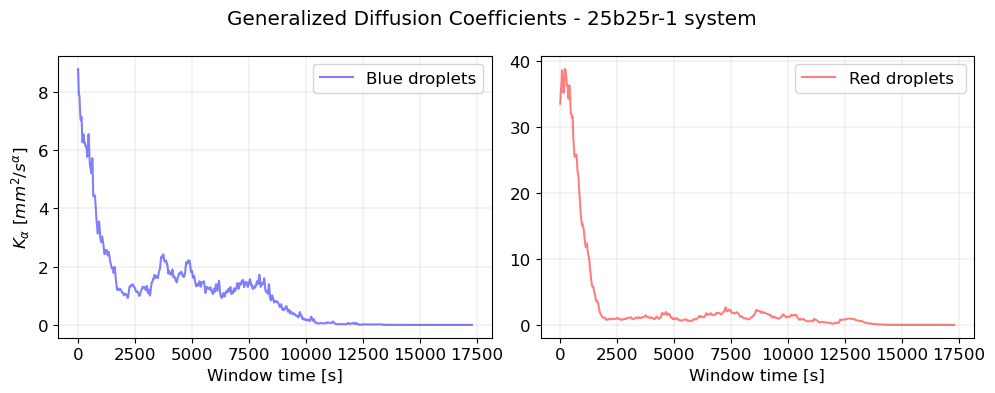 Generalized Diffusion Coefficients - 25b25r-1 system
Blue droplets
Red droplets
K_α [mm²/s^α]
8
6
4
2
0
40
30
20
10
0
0 2500 5000 7500 10000 12500 15000 17500
0 2500 5000 7500 10000 12500 15000 17500
Window time [s]
Window time [s]